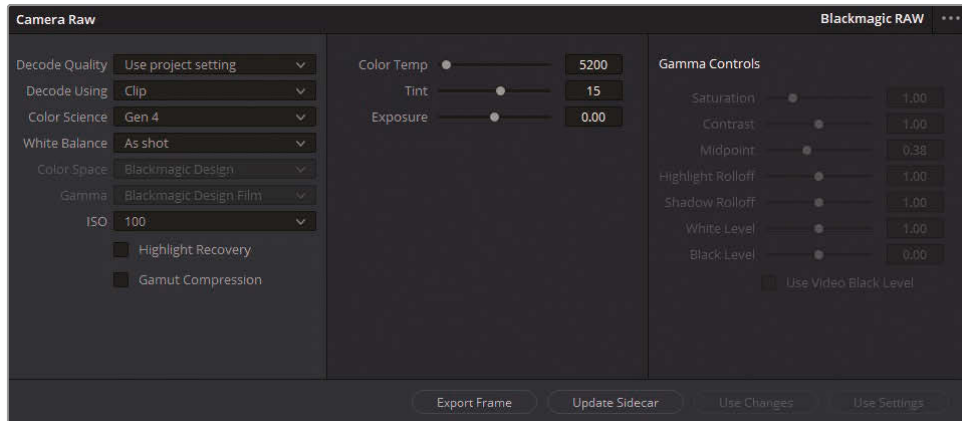 Camera Raw
Blackmagic RAW
Decode Quality Use project setting
Decode Using Clip
Color Science Gen 4
White Balance As shot
Color Space Blackmagic Design
Gamma Blackmagic Design Film
ISO 100
Highlight Recovery
Gamut Compression
Color Temp 5200
Tint 15
Exposure 0.00
Gamma Controls
Saturation 1.00
Contrast 1.00
Midpoint 0.38
Highlight Rolloff 1.00
Shadow Rolloff 1.00
White Level 1.00
Black Level 0.00
Use Video Black Level
Export Frame
Update Sidecar
Use Changes
Use Settings